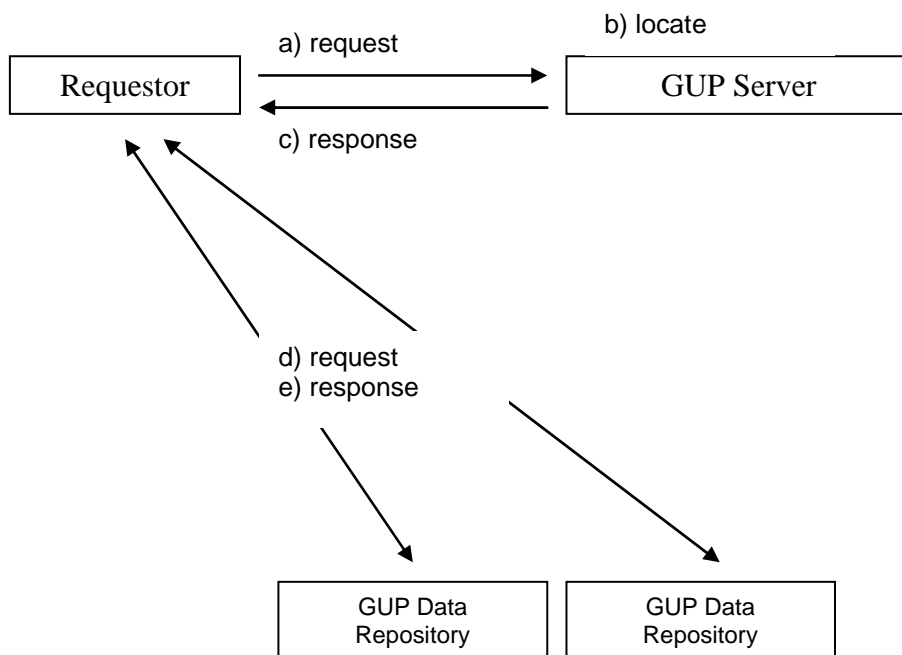 b) locate
a) request
Requestor
GUP Server
c) response
d) request
e) response
GUP Data
Repository
GUP Data
Repository